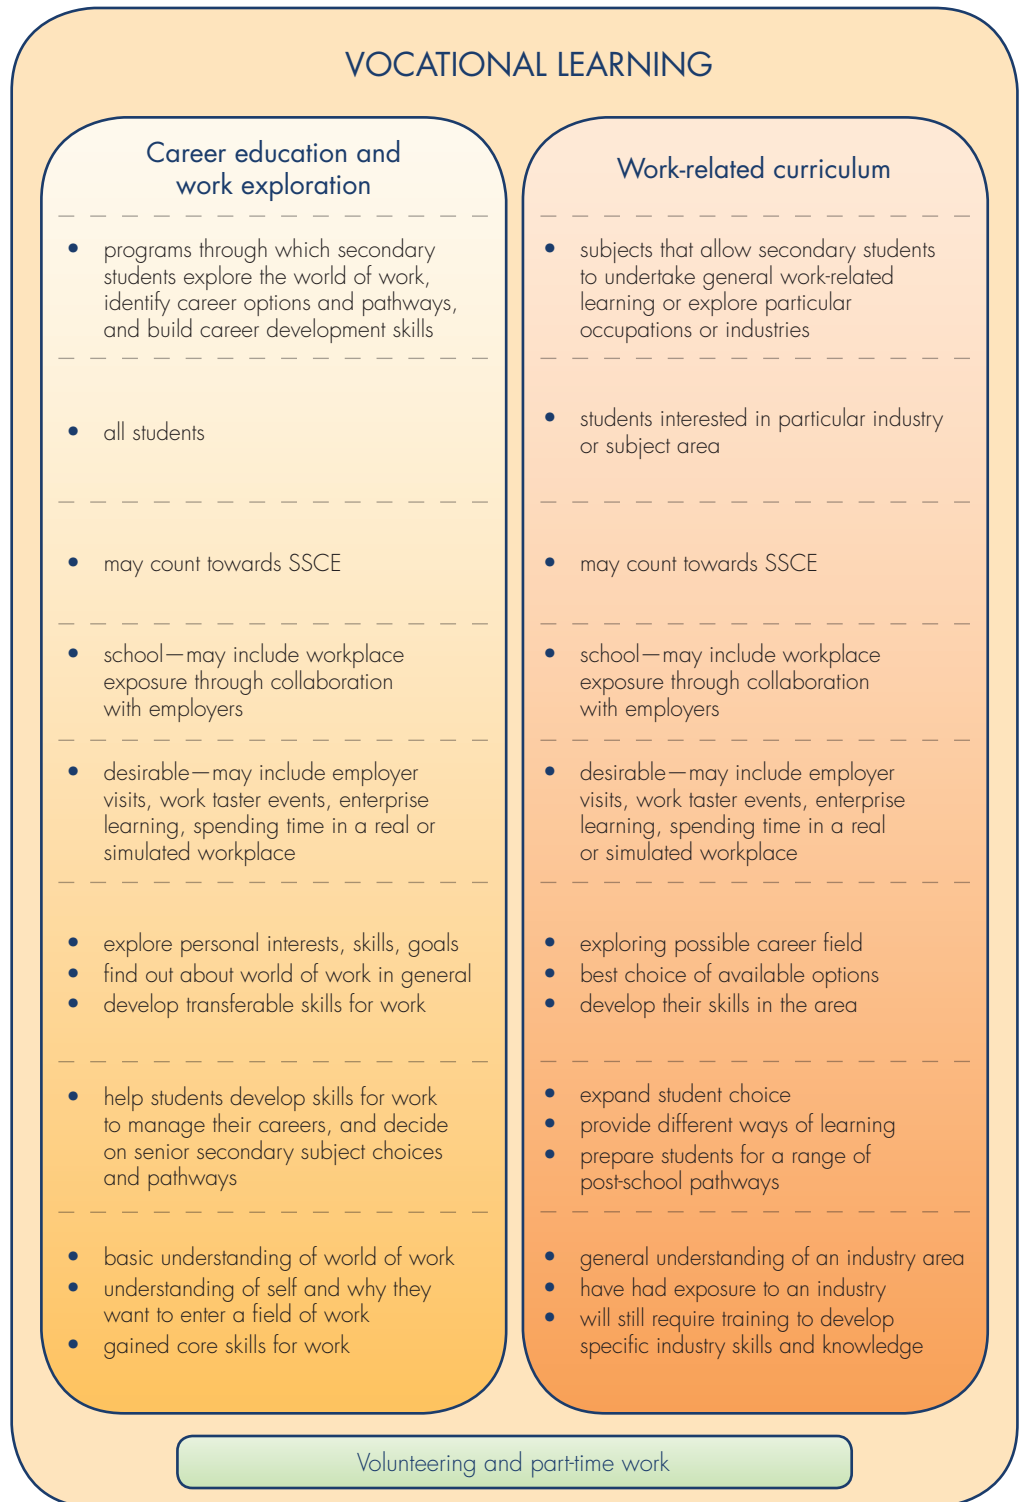 VOCATIONAL LEARNING
Career education and
work exploration
• programs through which secondary
students explore the world of work,
identify career options and pathways,
and build career development skills
• all students
• may count towards SSCE
• school—may include workplace
exposure through collaboration
with employers
• desirable—may include employer
visits, work taster events, enterprise
learning, spending time in a real or
simulated workplace
• explore personal interests, skills, goals
• find out about world of work in general
• develop transferable skills for work
• help students develop skills for work
to manage their careers, and decide
on senior secondary subject choices
and pathways
• basic understanding of world of work
• understanding of self and why they
want to enter a field of work
• gained core skills for work
Work-related curriculum
• subjects that allow secondary students
to undertake general work-related
learning or explore particular
occupations or industries
• students interested in particular industry
or subject area
• may count towards SSCE
• school—may include workplace
exposure through collaboration
with employers
• desirable—may include employer
visits, work taster events, enterprise
learning, spending time in a real
or simulated workplace
• exploring possible career field
• best choice of available options
• develop their skills in the area
• expand student choice
• provide different ways of learning
• prepare students for a range of
post-school pathways
• general understanding of an industry area
• have had exposure to an industry
• will still require training to develop
specific industry skills and knowledge
Volunteering and part-time work